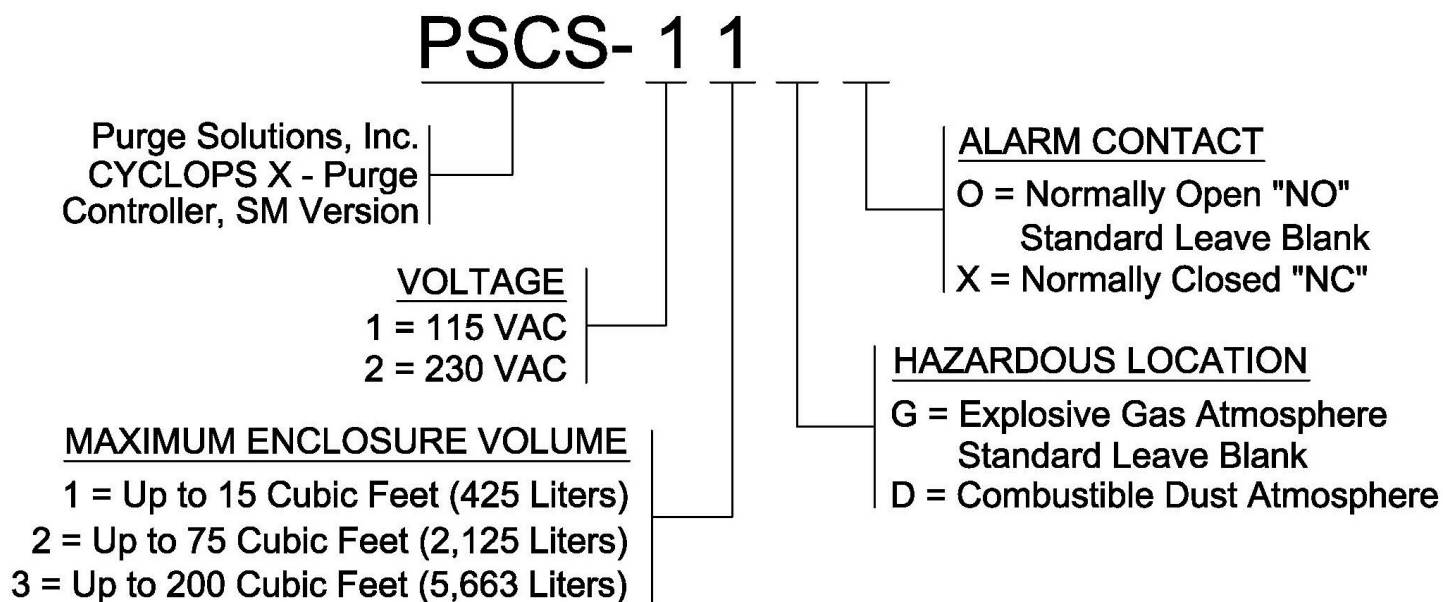 PSCS- 1 1
Purge Solutions, Inc.
CYCLOPS X - Purge
Controller, SM Version
VOLTAGE
1 = 115 VAC
2 = 230 VAC
MAXIMUM ENCLOSURE VOLUME
1 = Up to 15 Cubic Feet (425 Liters)
2 = Up to 75 Cubic Feet (2,125 Liters)
3 = Up to 200 Cubic Feet (5,663 Liters)
ALARM CONTACT
O = Normally Open "NO"
Standard Leave Blank
X = Normally Closed "NC"
HAZARDOUS LOCATION
G = Explosive Gas Atmosphere
Standard Leave Blank
D = Combustible Dust Atmosphere